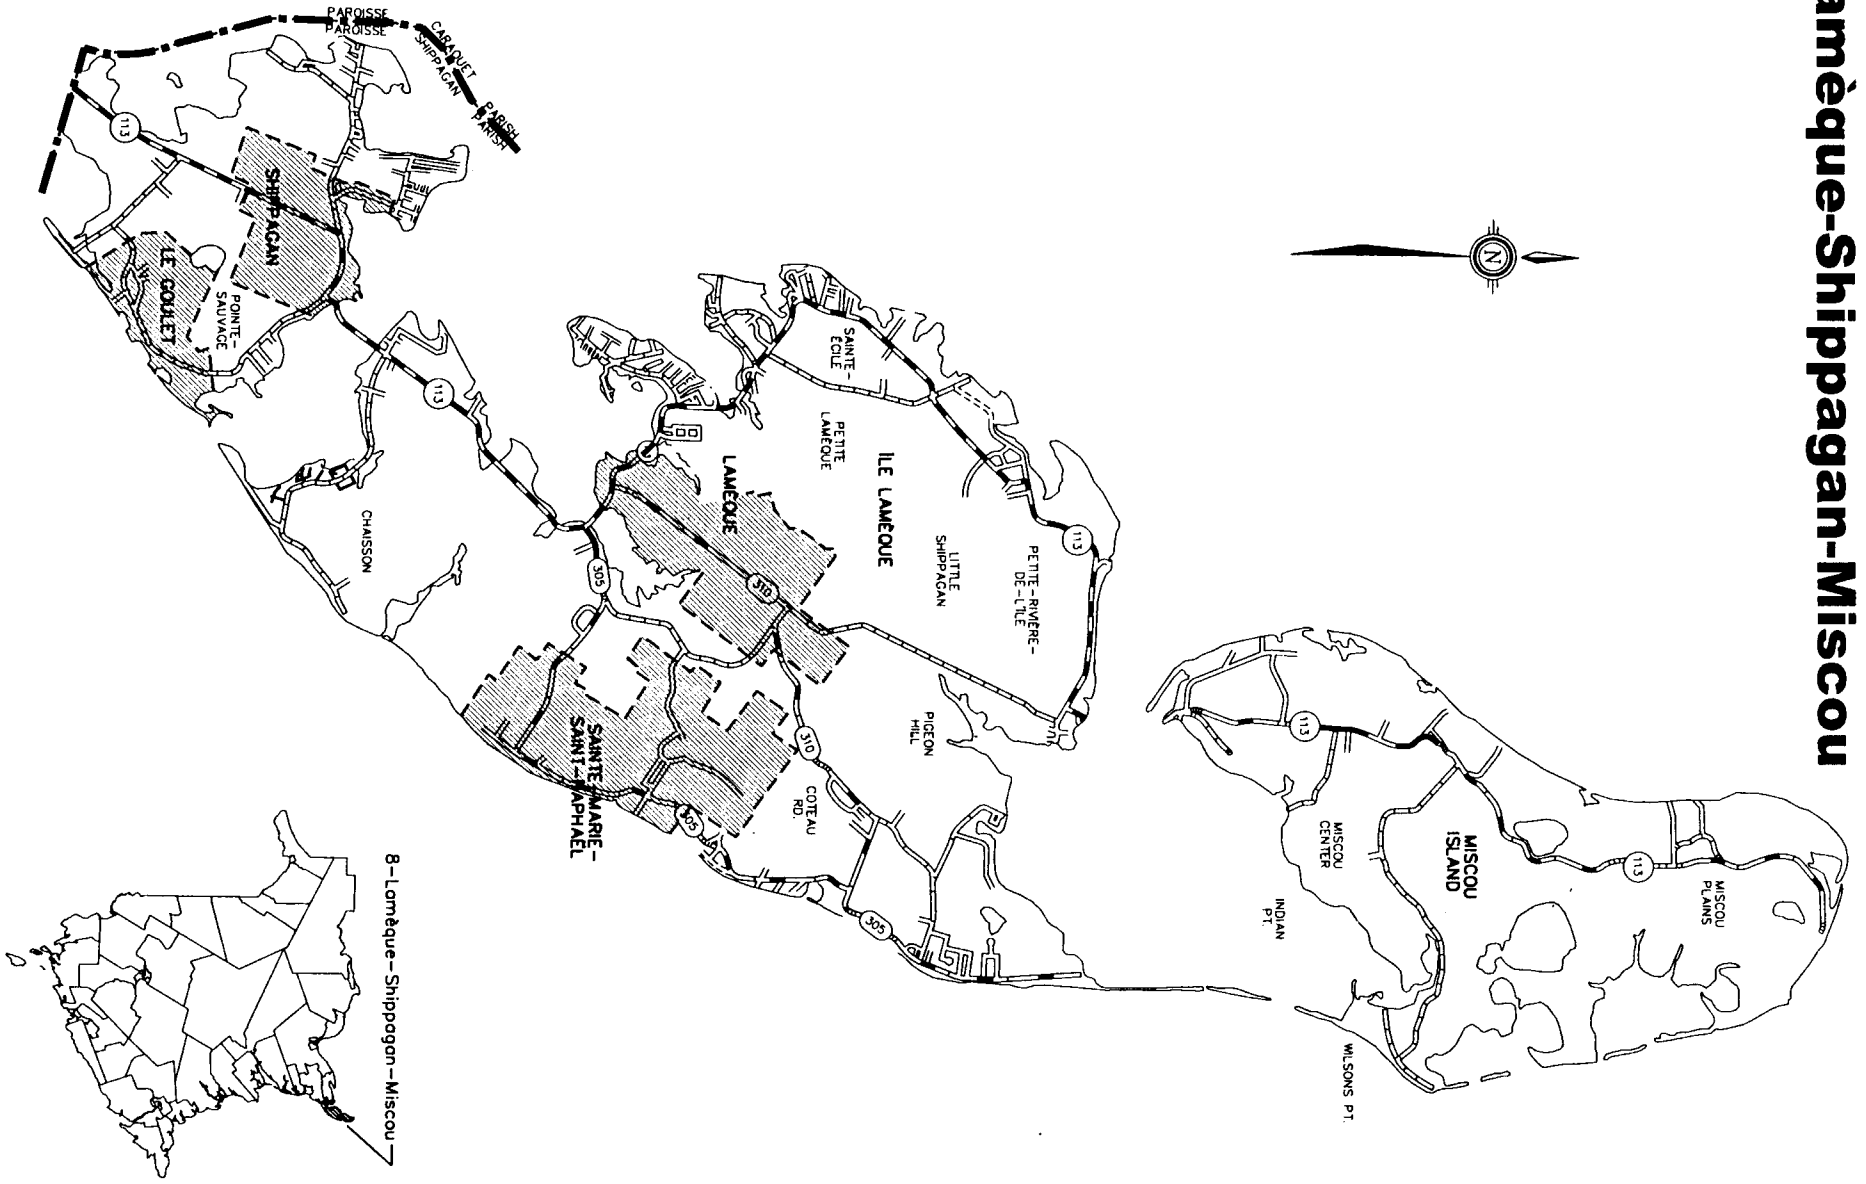 amèque-Shippagan-Miscou
N
PAROISSE
PAROISSE
CARAQUET
SHIPPAGAN
PARISH
PARISH
113
SHIPPAGAN
LE GOULET
POINTE-
SAUVAGE
113
CHAISSON
SAINTE-
ÉCILE
PETITE
LAMÈQUE
ÎLE LAMÈQUE
LAMÈQUE
LITTLE
SHIPPAGAN
PETITE-RIVIÈRE-
DE-L'ÎLE
113
305
310
SAINTE-MARIE-
SAINT-RAPHAËL
PIGEON
HILL
310
COTEAU
RD.
305
305
113
MISCOU
CENTER
MISCOU
ISLAND
113
MISCOU
PLAINS
INDIAN
PT.
WILSONS PT.
8-Lamèque-Shippagan-Miscou